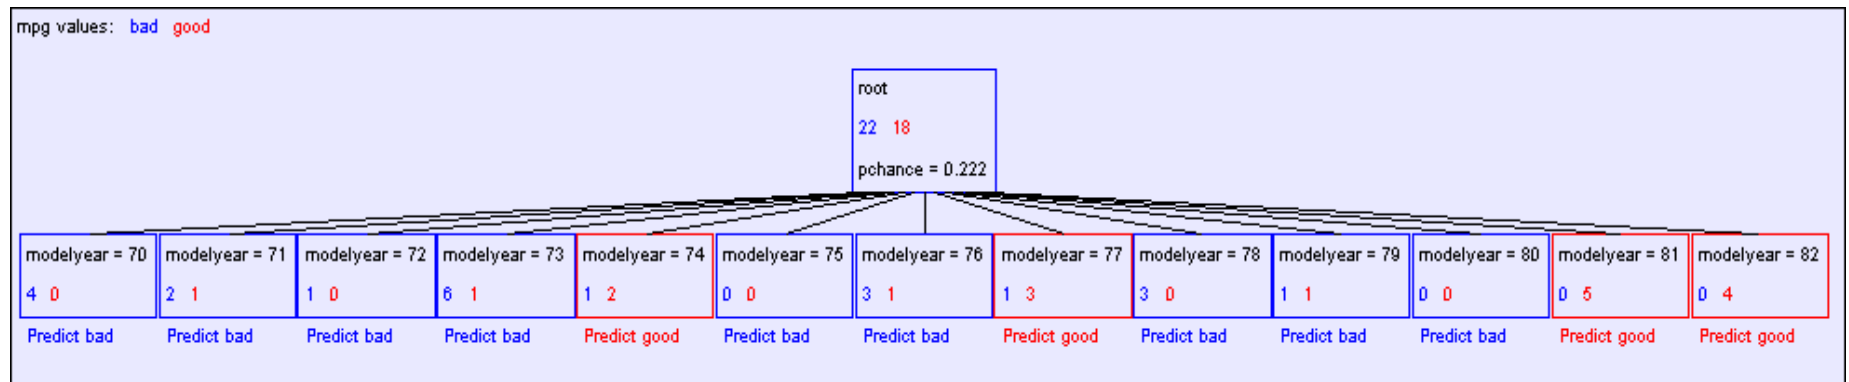 mpg values: bad good
root
22 18
pchance = 0.222
modelyear = 70 modelyear = 71 modelyear = 72 modelyear = 73 modelyear = 74 modelyear = 75 modelyear = 76 modelyear = 77 modelyear = 78 modelyear = 79 modelyear = 80 modelyear = 81 modelyear = 82
4 0 2 1 1 0 6 1 1 2 0 0 3 1 1 3 3 0 1 1 0 0 0 5 0 4
Predict bad Predict bad Predict bad Predict bad Predict good Predict bad Predict bad Predict good Predict bad Predict bad Predict bad Predict good Predict good